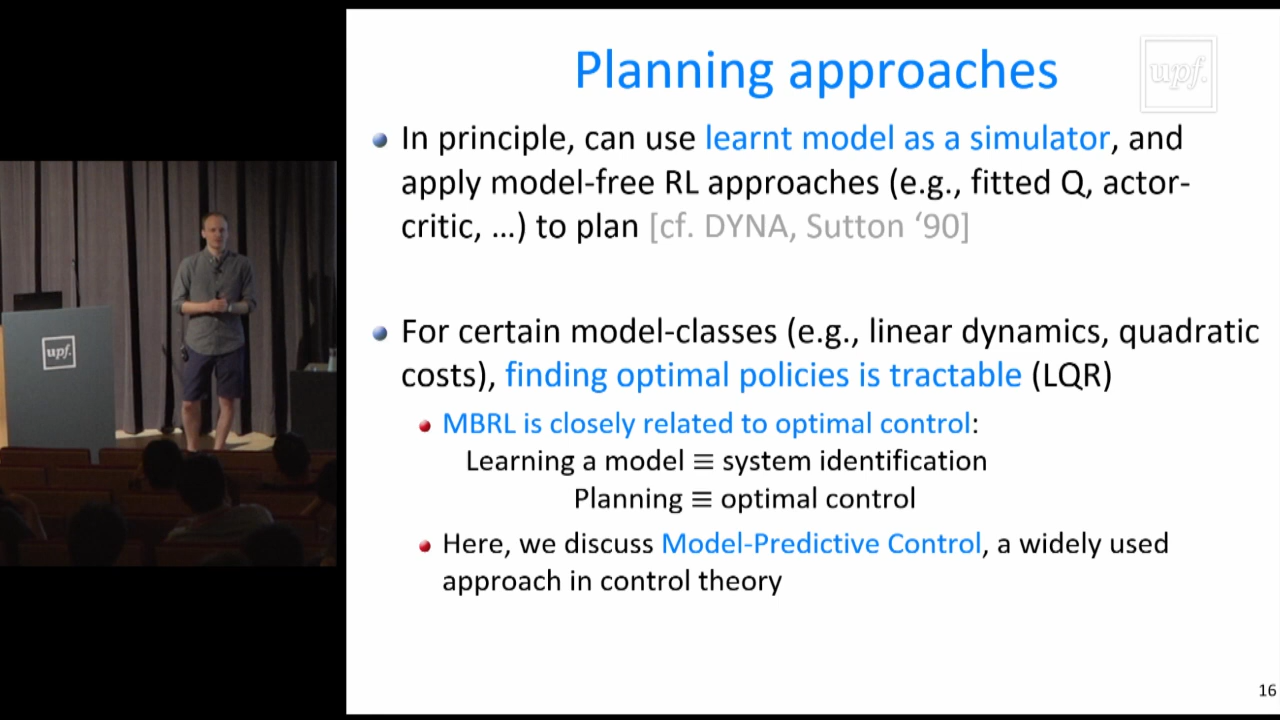 Planning approaches
upf.
In principle, can use learnt model as a simulator, and
apply model-free RL approaches (e.g., fitted Q, actor-
critic, …) to plan [cf. DYNA, Sutton ‘90]
For certain model-classes (e.g., linear dynamics, quadratic
costs), finding optimal policies is tractable (LQR)
MBRL is closely related to optimal control:
Learning a model ≡ system identification
Planning ≡ optimal control
Here, we discuss Model-Predictive Control, a widely used
approach in control theory
16
upf.